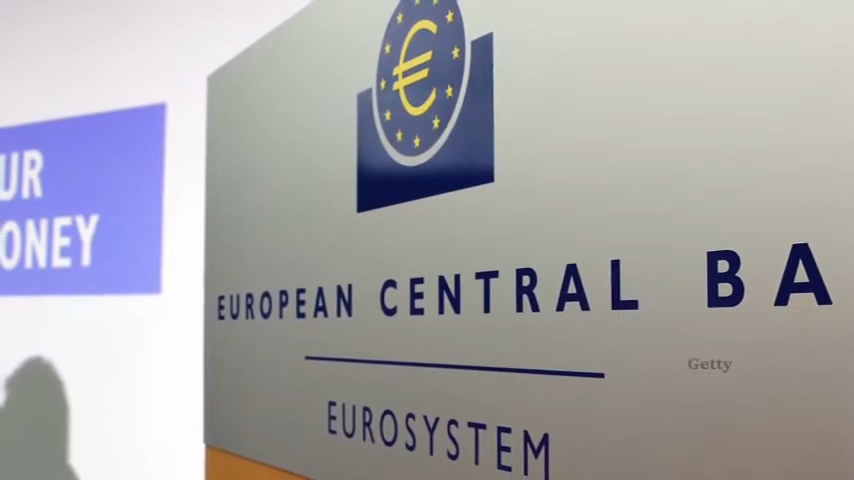 UR
ONEY
€
EUROPEAN CENTRAL BA
EUROSYSTEM
Getty